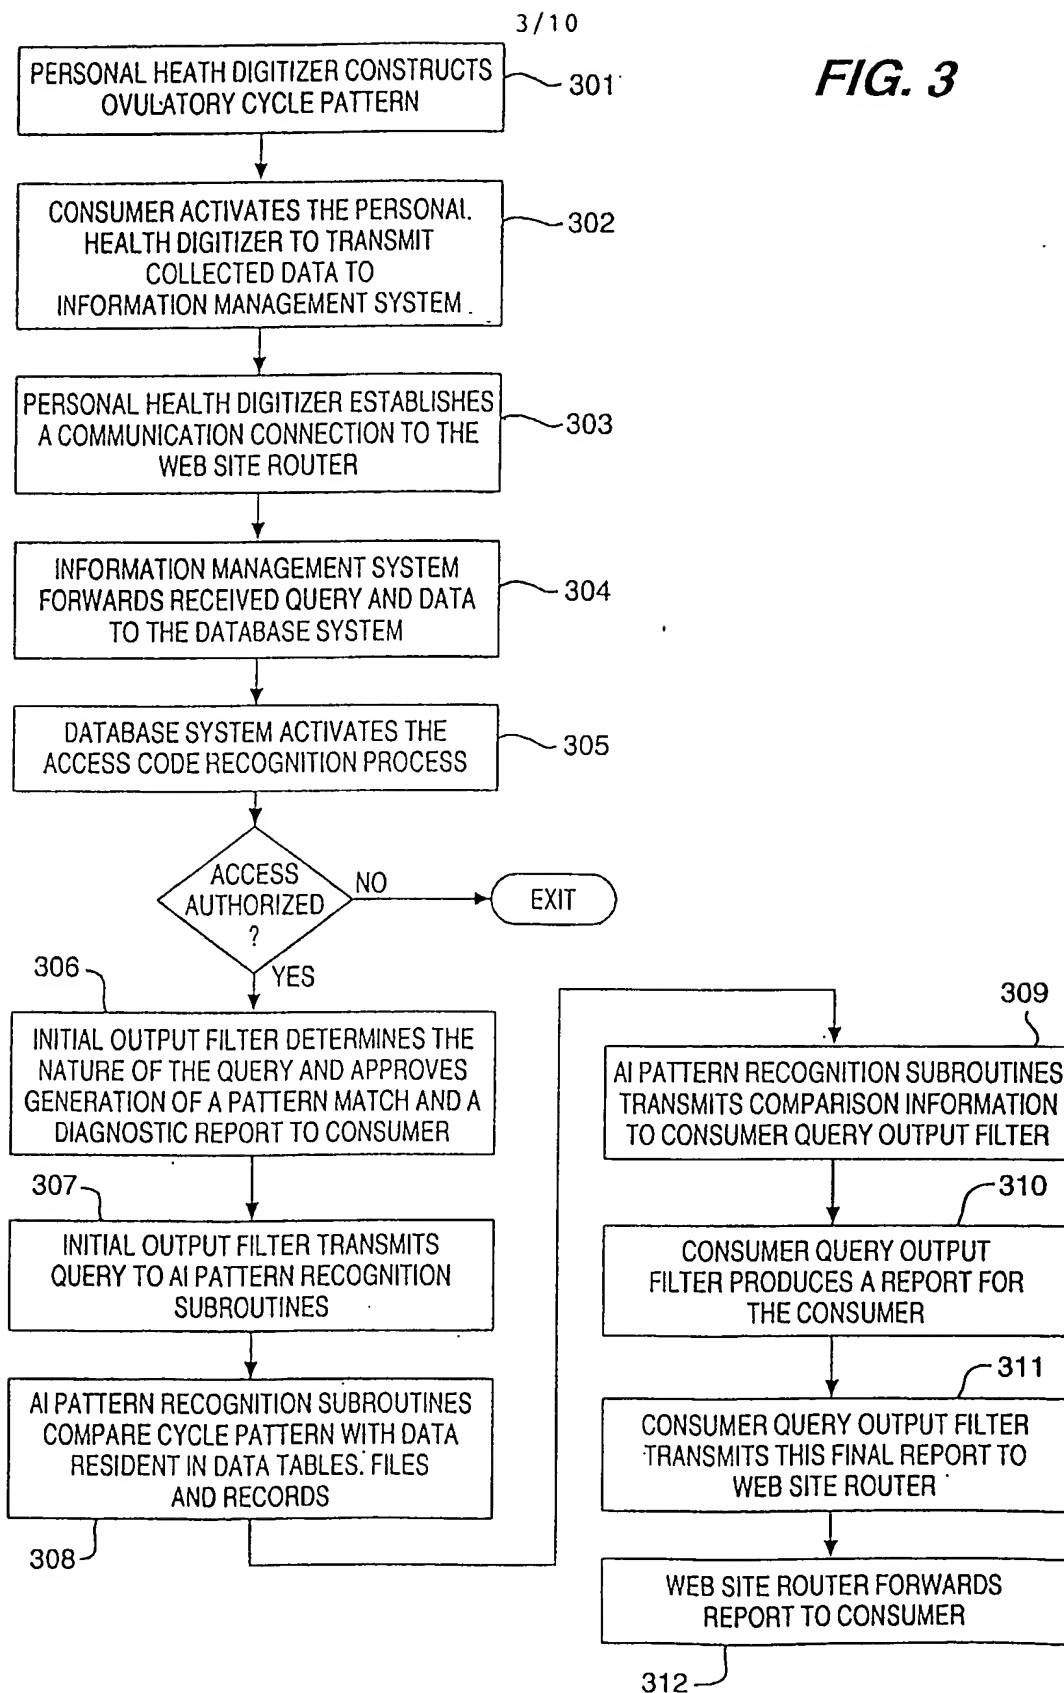 3/10
FIG. 3
PERSONAL HEATH DIGITIZER CONSTRUCTS
OVULATORY CYCLE PATTERN
301
CONSUMER ACTIVATES THE PERSONAL
HEALTH DIGITIZER TO TRANSMIT
COLLECTED DATA TO
INFORMATION MANAGEMENT SYSTEM
302
PERSONAL HEALTH DIGITIZER ESTABLISHES
A COMMUNICATION CONNECTION TO THE
WEB SITE ROUTER
303
INFORMATION MANAGEMENT SYSTEM
FORWARDS RECEIVED QUERY AND DATA
TO THE DATABASE SYSTEM
304
DATABASE SYSTEM ACTIVATES THE
ACCESS CODE RECOGNITION PROCESS
305
ACCESS
AUTHORIZED
?
NO
EXIT
YES
306
INITIAL OUTPUT FILTER DETERMINES THE
NATURE OF THE QUERY AND APPROVES
GENERATION OF A PATTERN MATCH AND A
DIAGNOSTIC REPORT TO CONSUMER
307
INITIAL OUTPUT FILTER TRANSMITS
QUERY TO AI PATTERN RECOGNITION
SUBROUTINES
AI PATTERN RECOGNITION SUBROUTINES
COMPARE CYCLE PATTERN WITH DATA
RESIDENT IN DATA TABLES. FILES
AND RECORDS
308
309
AI PATTERN RECOGNITION SUBROUTINES
TRANSMITS COMPARISON INFORMATION
TO CONSUMER QUERY OUTPUT FILTER
310
CONSUMER QUERY OUTPUT
FILTER PRODUCES A REPORT FOR
THE CONSUMER
311
CONSUMER QUERY OUTPUT FILTER
TRANSMITS THIS FINAL REPORT TO
WEB SITE ROUTER
WEB SITE ROUTER FORWARDS
REPORT TO CONSUMER
312